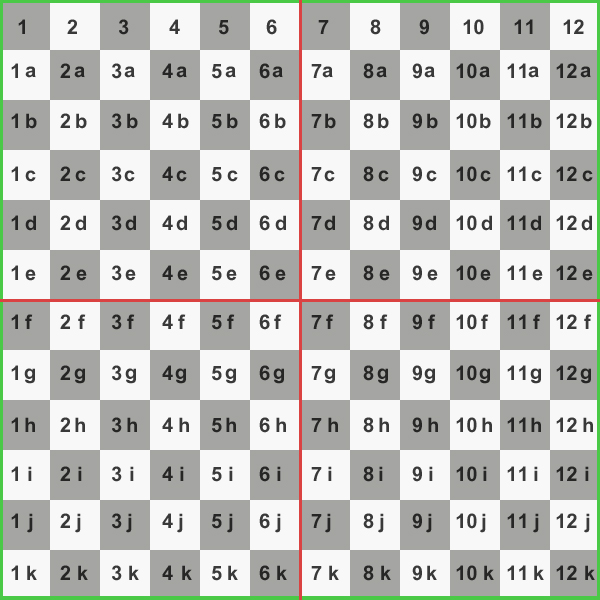 1 2 3 4 5 6 7 8 9 10 11 12
1a 2a 3a 4a 5a 6a 7a 8a 9a 10a 11a 12a
1b 2b 3b 4b 5b 6b 7b 8b 9b 10b 11b 12b
1c 2c 3c 4c 5c 6c 7c 8c 9c 10c 11c 12c
1d 2d 3d 4d 5d 6d 7d 8d 9d 10d 11d 12d
1e 2e 3e 4e 5e 6e 7e 8e 9e 10e 11e 12e
1f 2f 3f 4f 5f 6f 7f 8f 9f 10f 11f 12f
1g 2g 3g 4g 5g 6g 7g 8g 9g 10g 11g 12g
1h 2h 3h 4h 5h 6h 7h 8h 9h 10h 11h 12h
1i 2i 3i 4i 5i 6i 7i 8i 9i 10i 11i 12i
1j 2j 3j 4j 5j 6j 7j 8j 9j 10j 11j 12j
1k 2k 3k 4k 5k 6k 7k 8k 9k 10k 11k 12k